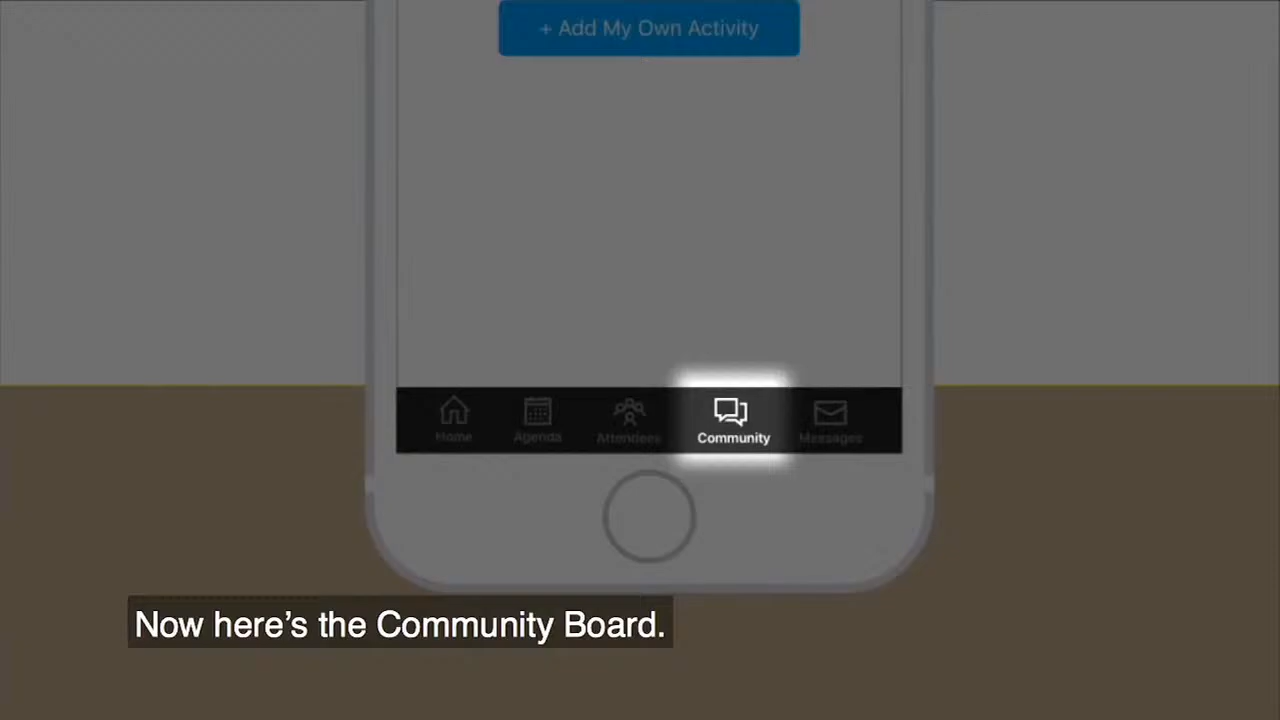 + Add My Own Activity
Home Agenda Attendees Community Messages
Now here's the Community Board.